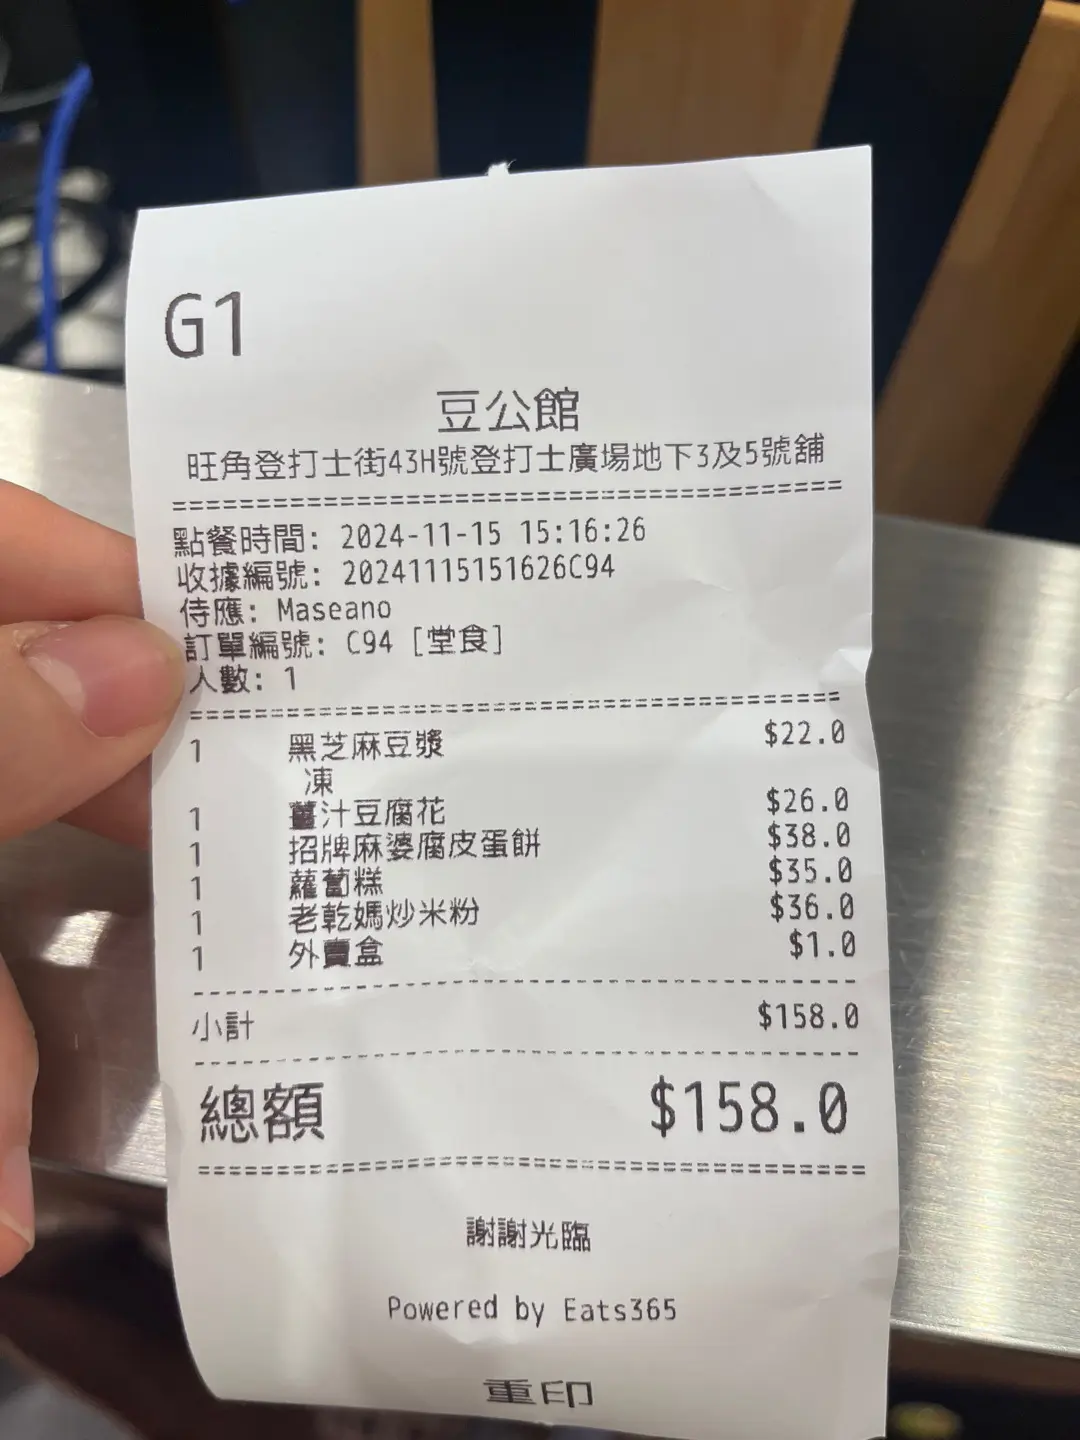 G1
豆公館
旺角登打士街43H號登打士廣場地下3及5號舖
點餐時間: 2024-11-15 15:16:26
收據編號: 20241115151626C94
侍應: Maseano
訂單編號: C94 [堂食]
人數: 1
1 黑芝麻豆漿 $22.0
凍
1 薑汁豆腐花 $26.0
1 招牌麻婆腐皮蛋餅 $38.0
1 蘿蔔糕 $35.0
1 老乾媽炒米粉 $36.0
1 外賣盒 $1.0
小計 $158.0
總額 $158.0
謝謝光臨
Powered by Eats365
重印